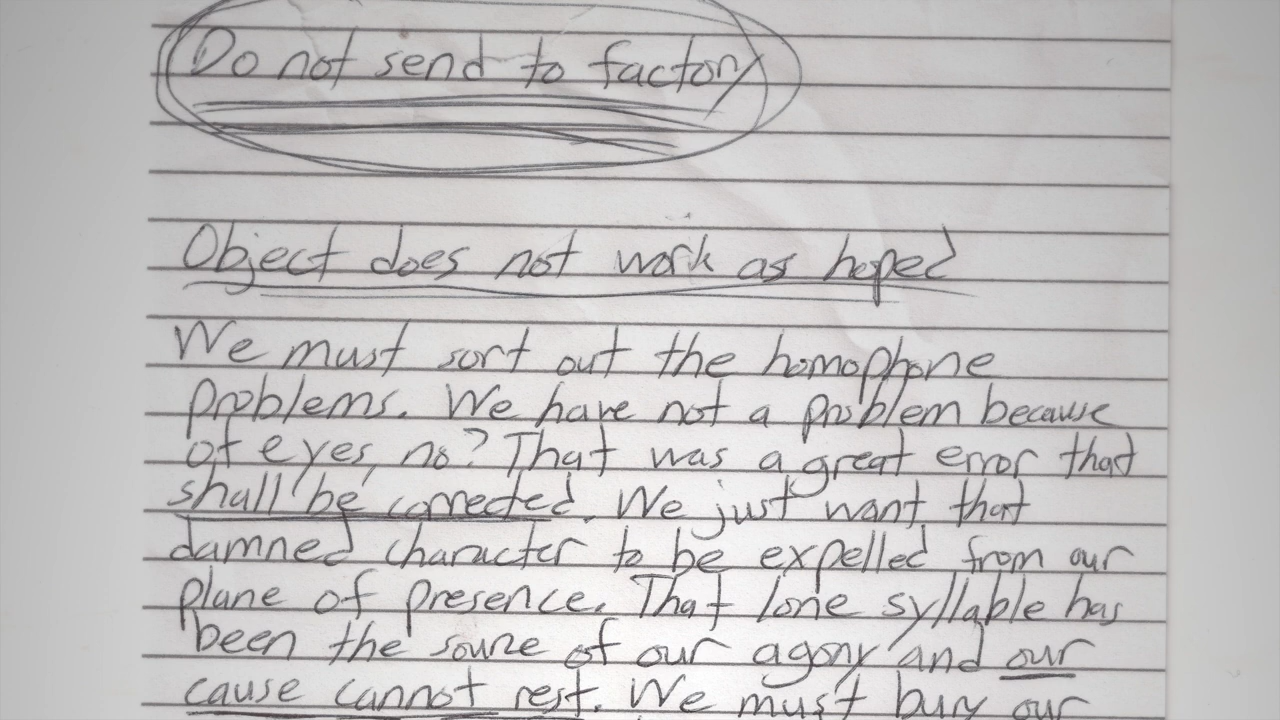 Do not send to factory
Object does not work as hoped
We must sort out the homophone
problems. We have not a problem because
of eyes, no? That was a great error that
shall be corrected. We just want that
damned character to be expelled from our
plane of presence. That lone syllable has
been the source of our agony and our
cause cannot rest. We must bury our